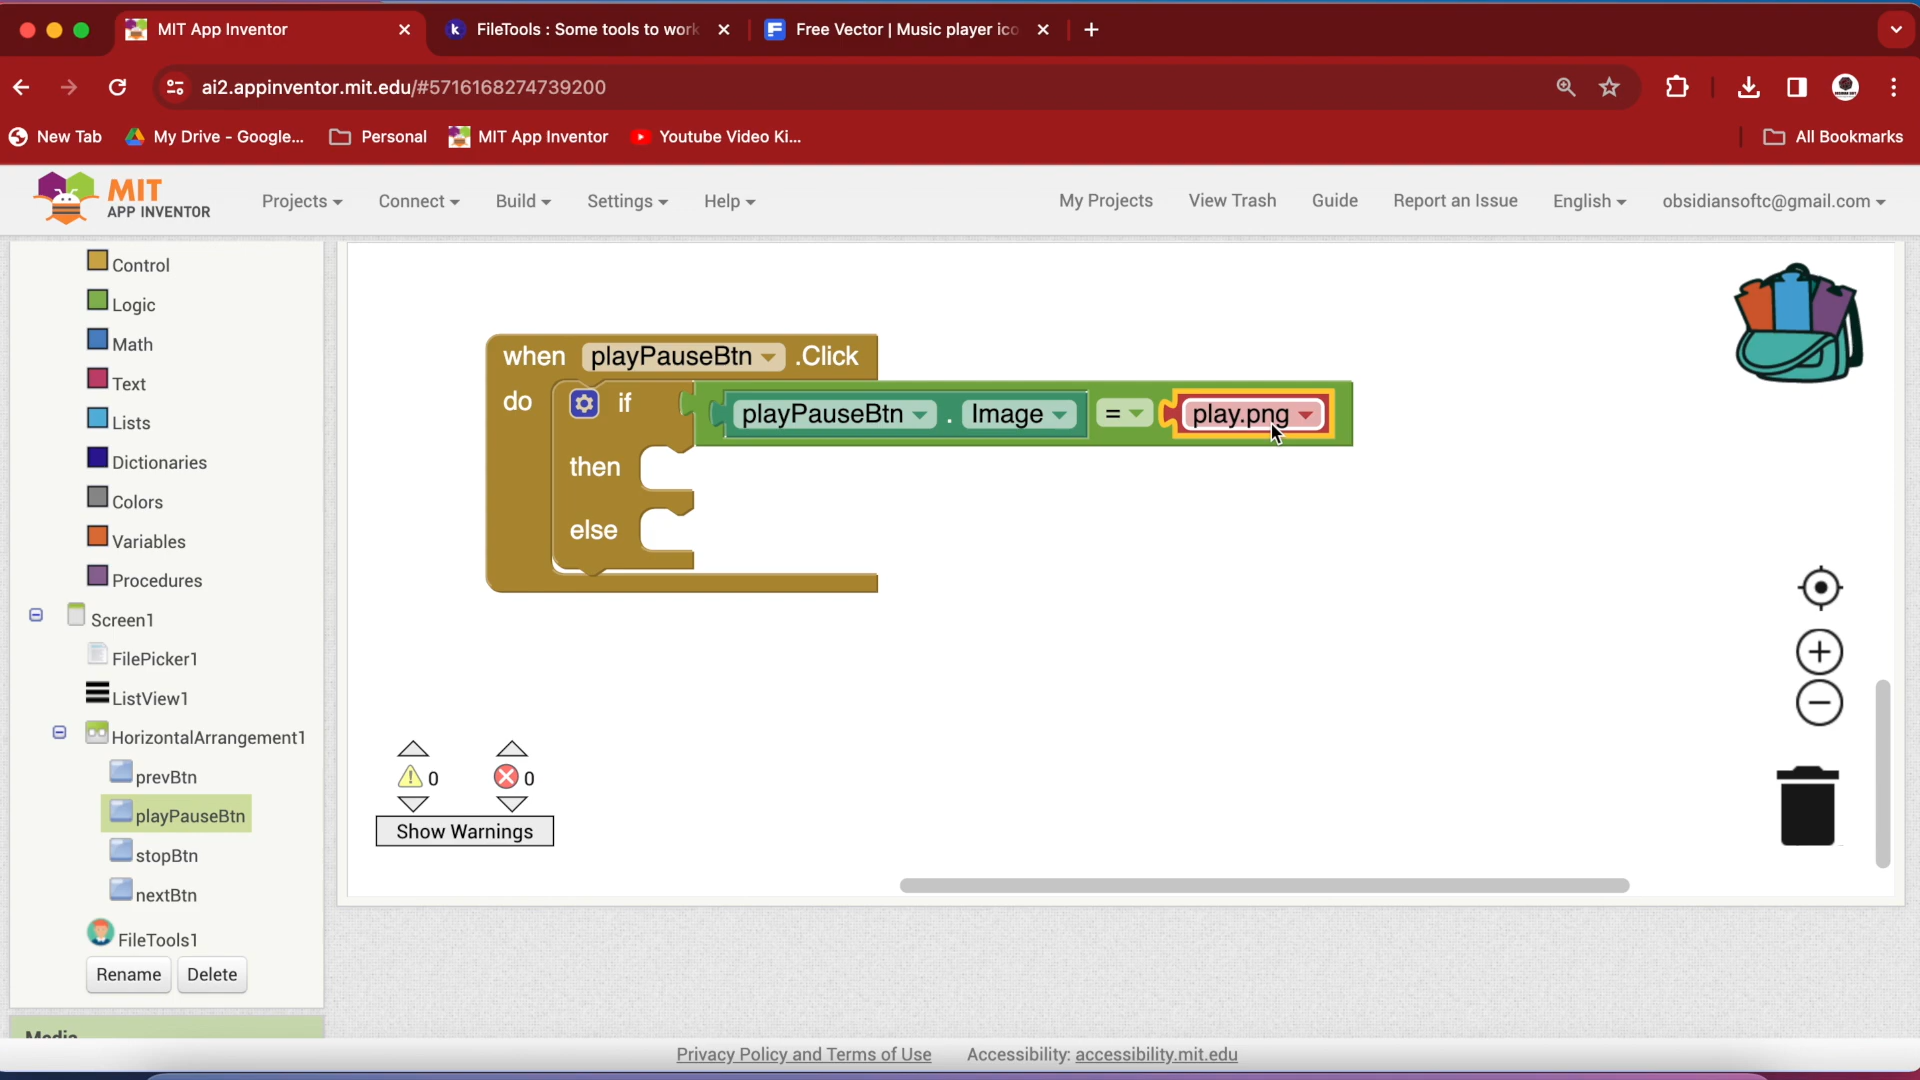 MIT App Inventor
FileTools : Some tools to work
Free Vector | Music player ico
ai2.appinventor.mit.edu/#5716168274739200
New Tab
My Drive - Google...
Personal
MIT App Inventor
Youtube Video Ki...
All Bookmarks
MIT
APP INVENTOR
Projects
Connect
Build
Settings
Help
My Projects
View Trash
Guide
Report an Issue
English
obsidiansoftc@gmail.com
Control
Logic
Math
Text
Lists
Dictionaries
Colors
Variables
Procedures
Screen1
FilePicker1
ListView1
HorizontalArrangement1
prevBtn
playPauseBtn
stopBtn
nextBtn
FileTools1
Rename Delete
Media
when playPauseBtn .Click
do if playPauseBtn . Image = play.png
then
else
0 0
Show Warnings
Privacy Policy and Terms of Use
Accessibility: accessibility.mit.edu